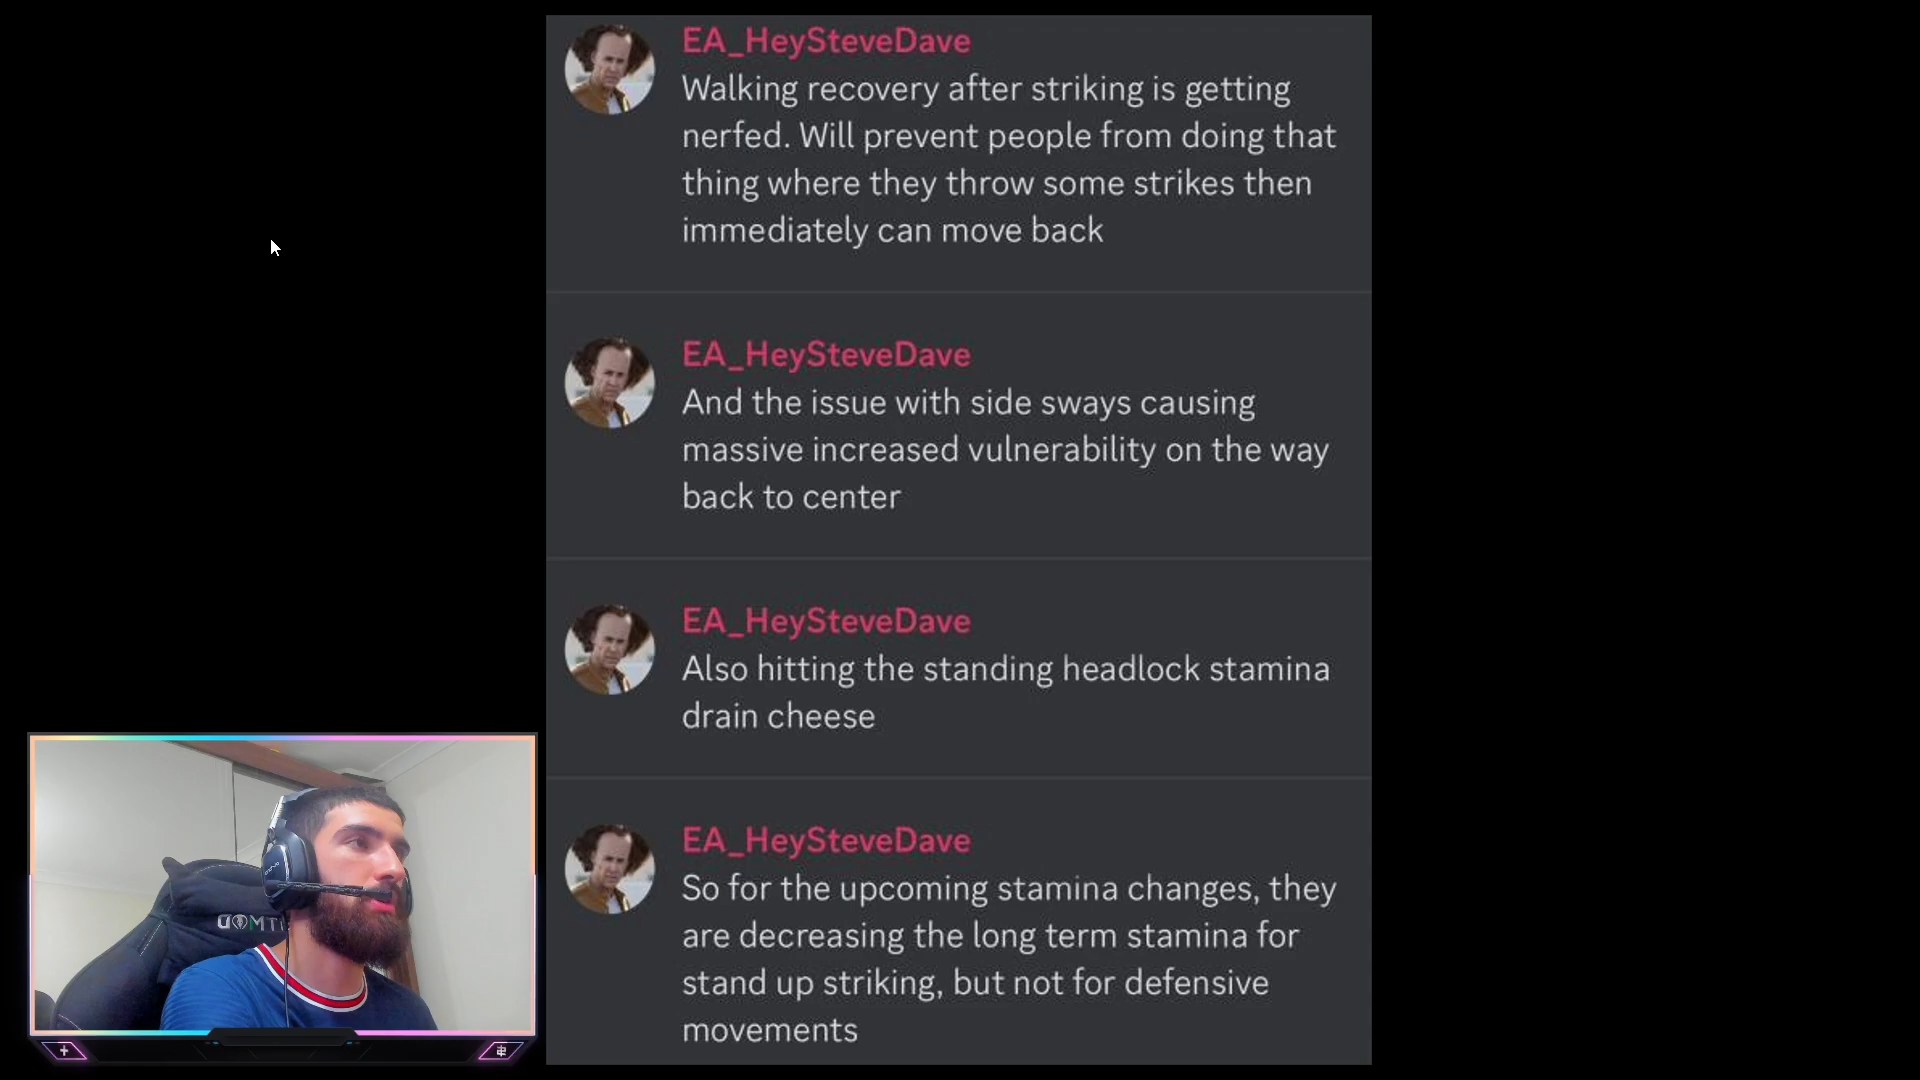 EA_HeySteveDave
Walking recovery after striking is getting
nerfed. Will prevent people from doing that
thing where they throw some strikes then
immediately can move back
EA_HeySteveDave
And the issue with side sways causing
massive increased vulnerability on the way
back to center
EA_HeySteveDave
Also hitting the standing headlock stamina
drain cheese
EA_HeySteveDave
So for the upcoming stamina changes, they
are decreasing the long term stamina for
stand up striking, but not for defensive
movements